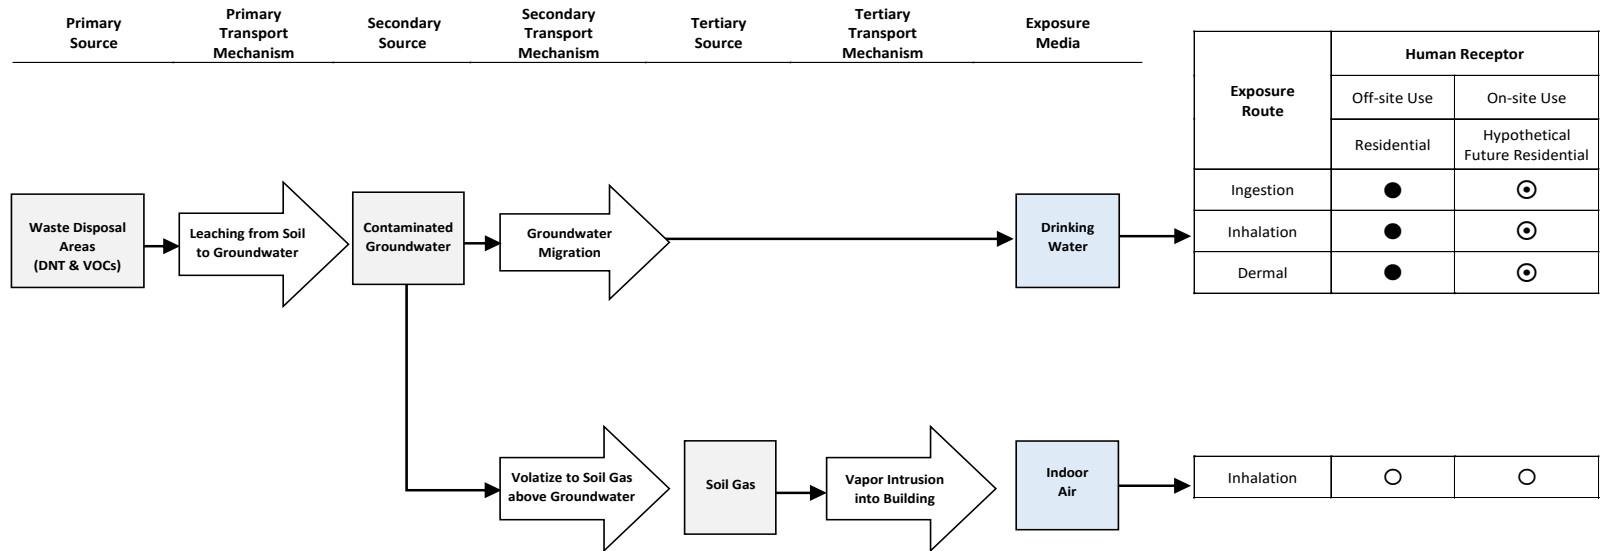 Primary
Source
Primary
Transport
Mechanism
Secondary
Source
Secondary
Transport
Mechanism
Tertiary
Source
Tertiary
Transport
Mechanism
Exposure
Media
Exposure
Route
Human Receptor
Off-site Use
On-site Use
Residential
Hypothetical
Future Residential
Waste Disposal
Areas
(DNT & VOCs)
Leaching from Soil
to Groundwater
Contaminated
Groundwater
Groundwater
Migration
Drinking
Water
Ingestion
Inhalation
Dermal
Volatize to Soil Gas
above Groundwater
Soil Gas
Vapor Intrusion
into Building
Indoor
Air
Inhalation